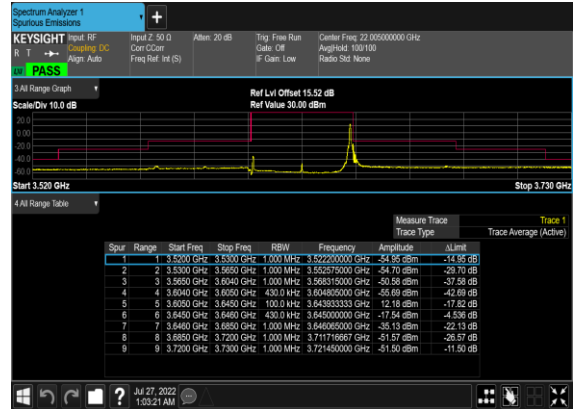 Spectrum Analyzer 1
Spurious Emissions
KEYSIGHT Input: RF Input Z: 50 Ω Atten: 20 dB Trig: Free Run Center Freq: 22.005000000 GHz
R T Coupling: DC Corr CCorr Gate: Off Avg|Hold: 100/100
Align: Auto Freq Ref: Int (S) IF Gain: Low Radio Std: None
PASS
3 All Range Graph
Ref Lvl Offset 15.52 dB
Scale/Div 10.0 dB Ref Value 30.00 dBm
20.0
0.00
-20.0
-40.0
-60.0
Start 3.520 GHz Stop 3.730 GHz
4 All Range Table
Measure Trace Trace 1
Trace Type Trace Average (Active)
Spur Range Start Freq Stop Freq RBW Frequency Amplitude ΔLimit
1 1 3.5200 GHz 3.5300 GHz 1.000 MHz 3.522200000 GHz -54.95 dBm -14.95 dB
2 2 3.5300 GHz 3.5650 GHz 1.000 MHz 3.552575000 GHz -54.70 dBm -29.70 dB
3 3 3.5650 GHz 3.6040 GHz 1.000 MHz 3.568315000 GHz -50.58 dBm -37.58 dB
4 4 3.6040 GHz 3.6050 GHz 430.0 kHz 3.604805000 GHz -55.69 dBm -42.69 dB
5 5 3.6050 GHz 3.6450 GHz 100.0 kHz 3.643933333 GHz 12.18 dBm -17.82 dB
6 6 3.6450 GHz 3.6460 GHz 430.0 kHz 3.645000000 GHz -17.54 dBm -4.536 dB
7 7 3.6460 GHz 3.6850 GHz 1.000 MHz 3.646065000 GHz -35.13 dBm -22.13 dB
8 8 3.6850 GHz 3.7200 GHz 1.000 MHz 3.711716667 GHz -51.57 dBm -26.57 dB
9 9 3.7200 GHz 3.7300 GHz 1.000 MHz 3.721450000 GHz -51.50 dBm -11.50 dB
? Jul 27, 2022
1:03:21 AM